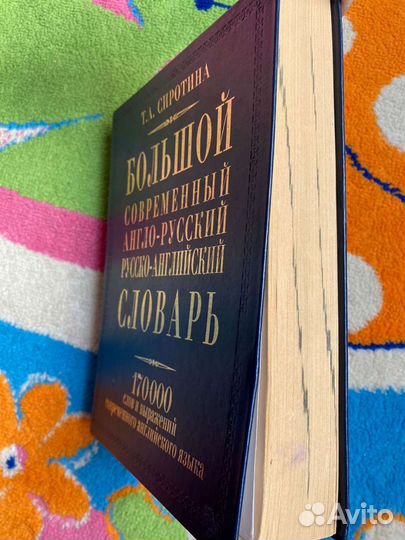 Т.А. СИРОТИНА
БОЛЬШОЙ
СОВРЕМЕННЫЙ
АНГЛО-РУССКИЙ
РУССКО-АНГЛИЙСКИЙ
СЛОВАРЬ
170000
слов и выражений
современного английского языка
Avito